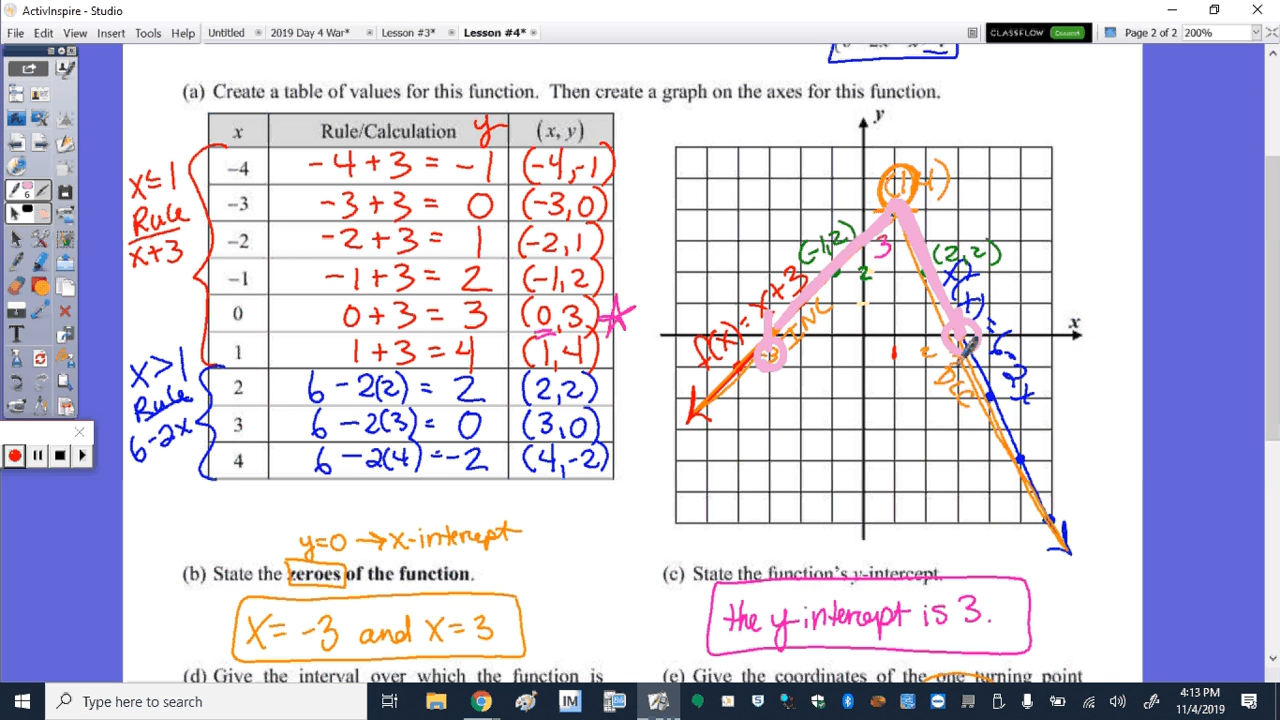 ActivInspire - Studio
File Edit View Insert Tools Help Untitled 2019 Day 4 War* Lesson #3* Lesson #4* CLASSFLOW Connect Page 2 of 2 200%
(a) Create a table of values for this function. Then create a graph on the axes for this function.
x Rule/Calculation y (x, y)
x ≤ 1
Rule
x+3
-4 -4+3 = -1 (-4,-1)
-3 -3+3 = 0 (-3,0)
-2 -2+3 = 1 (-2,1)
-1 -1+3 = 2 (-1,2)
0 0+3 = 3 (0,3)
1 1+3 = 4 (1,4)
x > 1
Rule
6-2x
2 6-2(2) = 2 (2,2)
3 6-2(3) = 0 (3,0)
4 6-2(4) = -2 (4,-2)
y
x
(-1,2)
3
2
(2,2)
f(x) = x+3
INC
-3
DEC
y=0 → x-intercept
(b) State the zeroes of the function.
x = -3 and x = 3
(c) State the function's y-intercept.
the y intercept is 3.
(d) Give the interval over which the function is
(e) Give the coordinates of the one turning point
Type here to search
IM
4:13 PM
11/4/2019